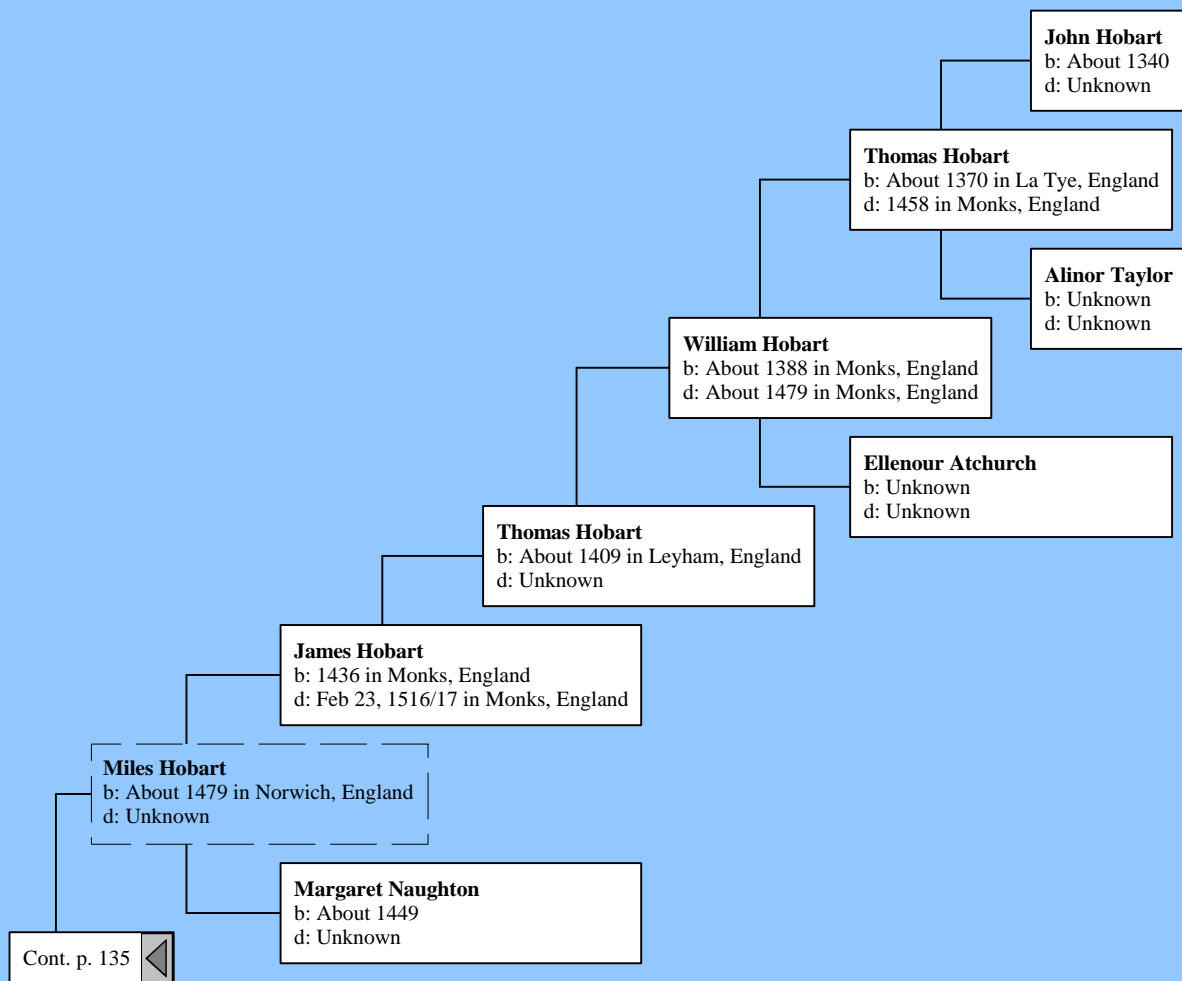 John Hobart
b: About 1340
d: Unknown
Thomas Hobart
b: About 1370 in La Tye, England
d: 1458 in Monks, England
Alinor Taylor
b: Unknown
d: Unknown
William Hobart
b: About 1388 in Monks, England
d: About 1479 in Monks, England
Ellenour Atchurch
b: Unknown
d: Unknown
Thomas Hobart
b: About 1409 in Leyham, England
d: Unknown
James Hobart
b: 1436 in Monks, England
d: Feb 23, 1516/17 in Monks, England
Miles Hobart
b: About 1479 in Norwich, England
d: Unknown
Margaret Naughton
b: About 1449
d: Unknown
Cont. p. 135